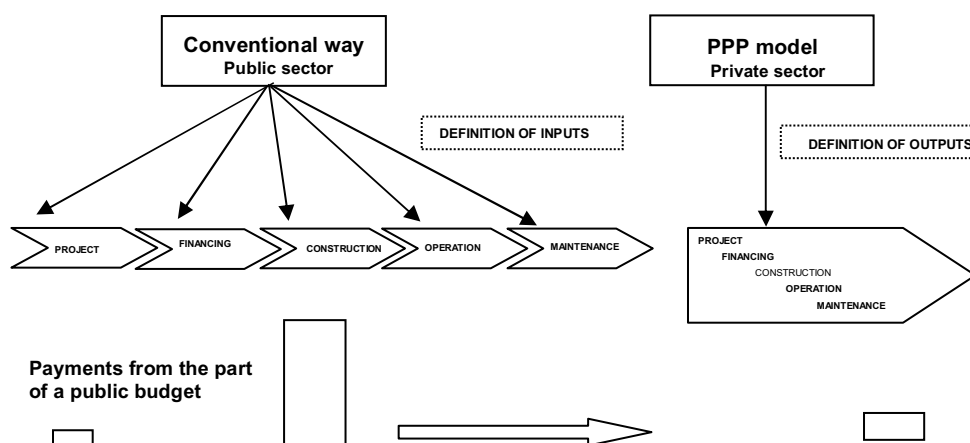 Conventional way
Public sector
PPP model
Private sector
DEFINITION OF INPUTS
DEFINITION OF OUTPUTS
PROJECT
FINANCING
CONSTRUCTION
OPERATION
MAINTENANCE
PROJECT
FINANCING
CONSTRUCTION
OPERATION
MAINTENANCE
Payments from the part
of a public budget